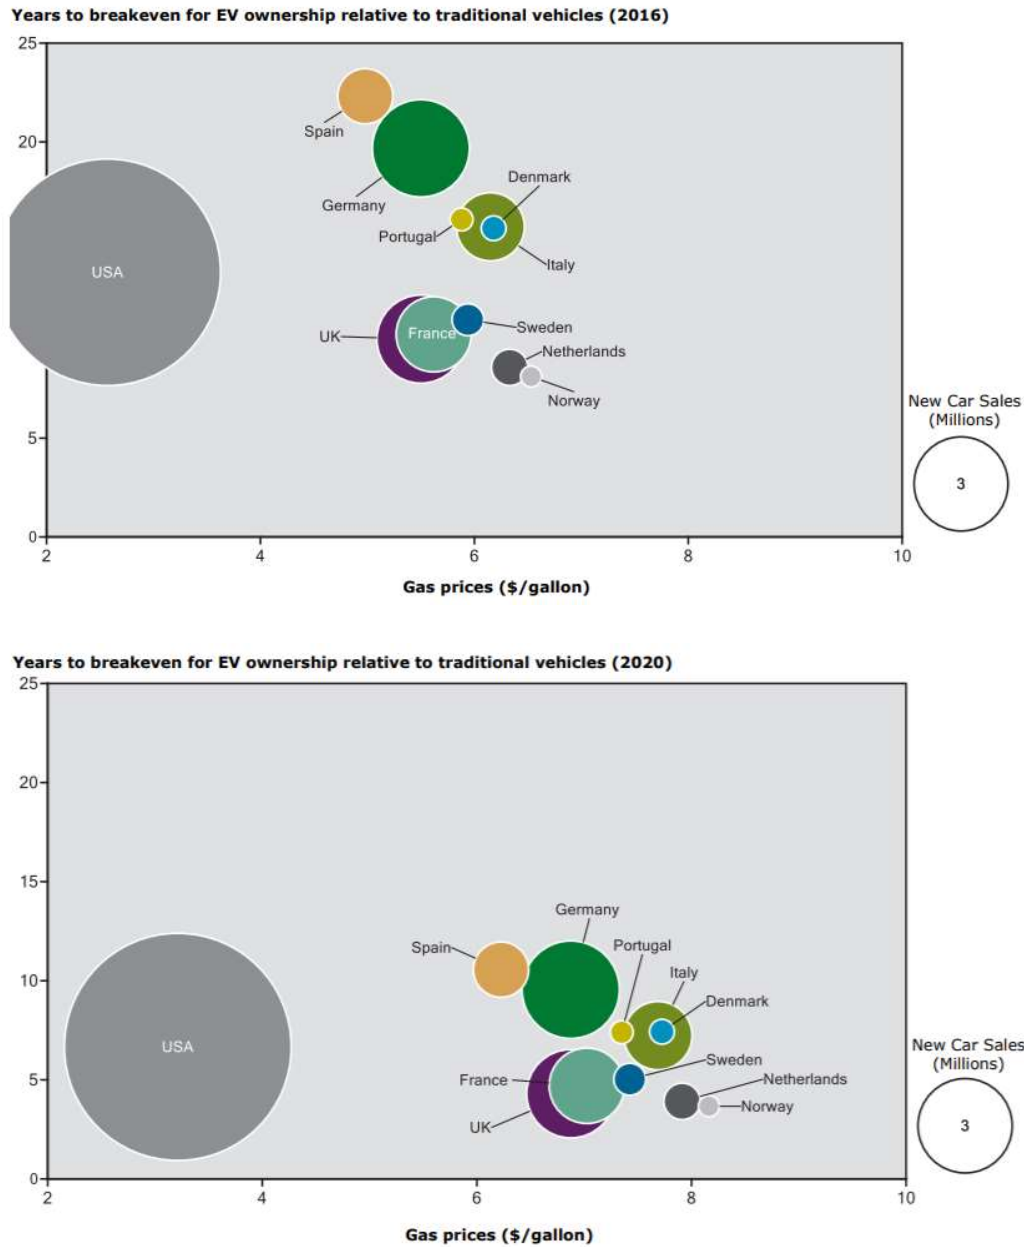 Years to breakeven for EV ownership relative to traditional vehicles (2016)
25
Spain
20
Denmark
Germany
Portugal
Italy
USA
UK
France
Sweden
Netherlands
Norway
New Car Sales
(Millions)
3
5
0
2
4
6
8
10
Gas prices ($/gallon)
Years to breakeven for EV ownership relative to traditional vehicles (2020)
25
20
15
Germany
Spain
Portugal
Italy
10
Denmark
USA
New Car Sales
(Millions)
3
Sweden
5
France
Netherlands
Norway
UK
0
2
4
6
8
10
Gas prices ($/gallon)